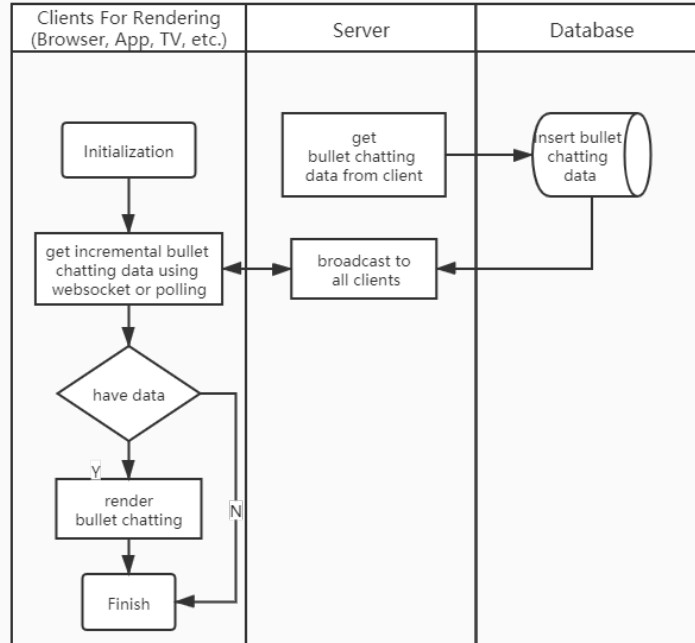 Clients For Rendering
(Browser, App, TV, etc.)
Server
Database
Initialization
get
bullet chatting
data from client
insert bullet
chatting
data
get incremental bullet
chatting data using
websocket or polling
broadcast to
all clients
have data
Y
N
render
bullet chatting
Finish